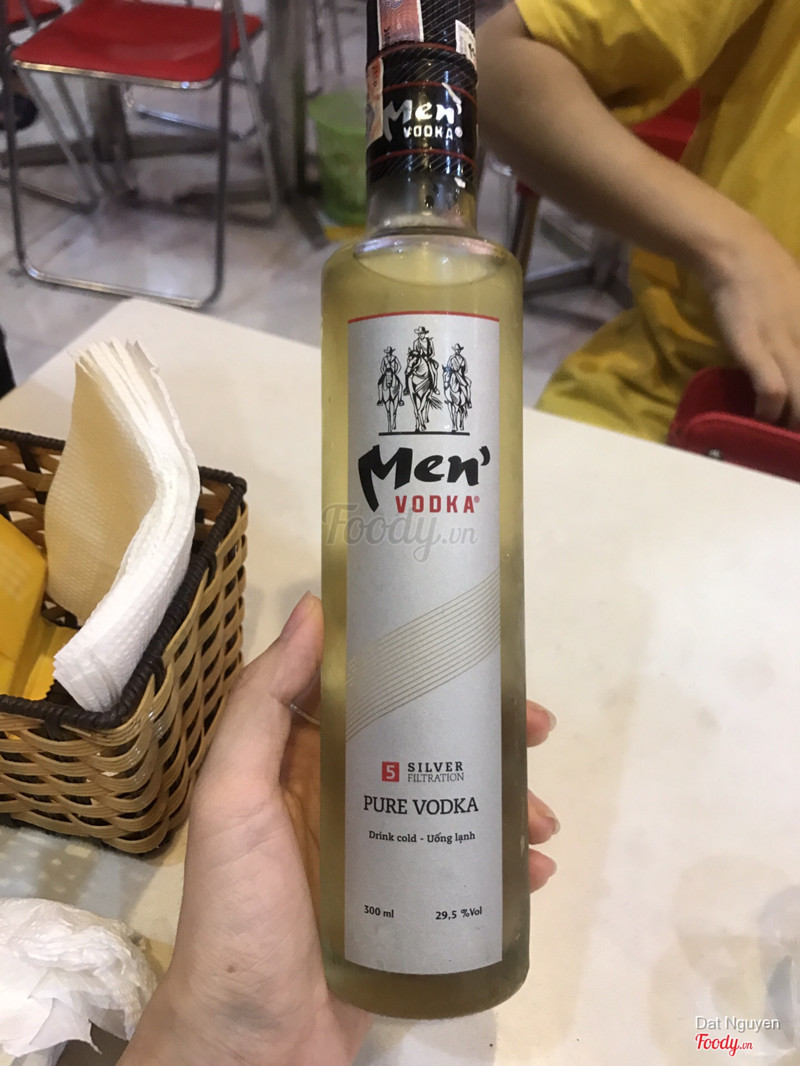 Men'
VODKA®
Men'
VODKA®
Foody.vn
5 SILVER
FILTRATION
PURE VODKA
Drink cold - Uống lạnh
300 ml 29,5 %Vol
Dat Nguyen
Foody.vn